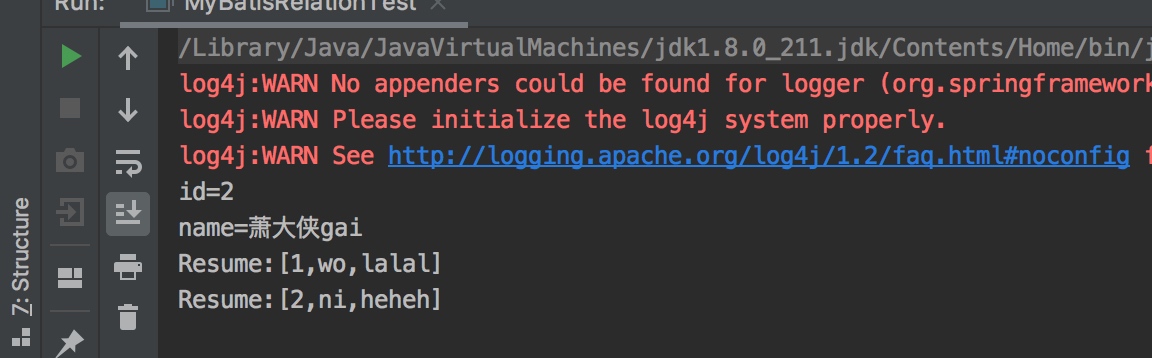 Run: MyBatisRelationTest
/Library/Java/JavaVirtualMachines/jdk1.8.0_211.jdk/Contents/Home/bin/j
log4j:WARN No appenders could be found for logger (org.springframework
log4j:WARN Please initialize the log4j system properly.
log4j:WARN See http://logging.apache.org/log4j/1.2/faq.html#noconfig f
id=2
name=萧大侠gai
Resume:[1,wo,lalal]
Resume:[2,ni,heheh]
Z: Structure